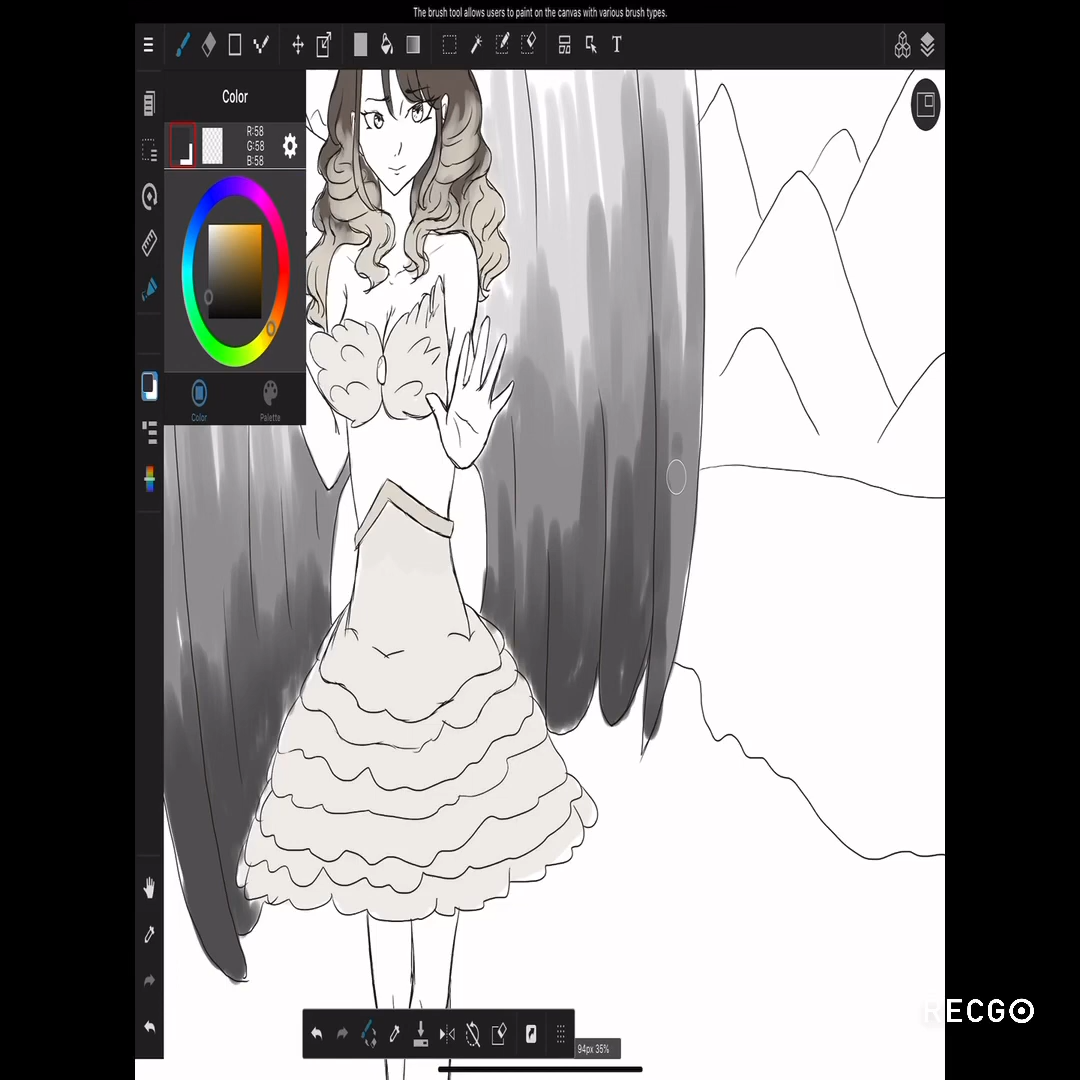 The brush tool allows users to paint on the canvas with various brush types.
T
Color
R:58
G:58
B:58
Color
Palette
RECGO
94px 35%